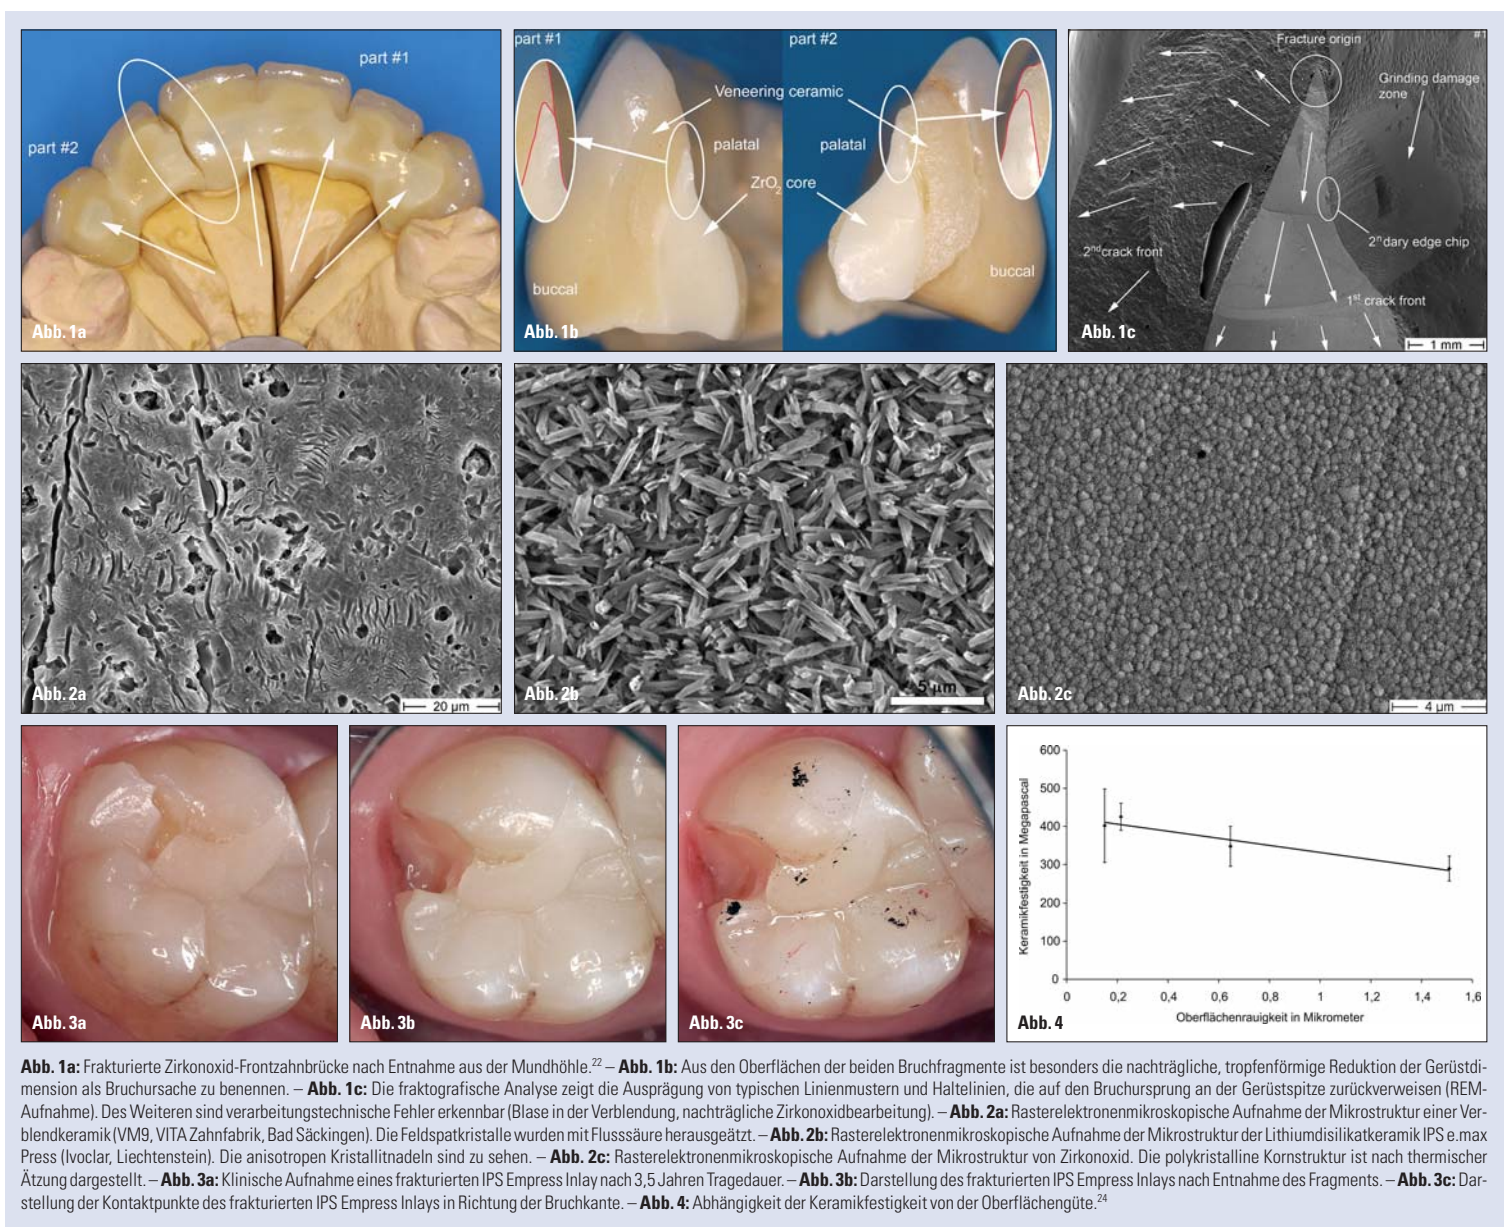 part #1
part #2
Abb. 1a
part #1
part #2
Veneering ceramic
palatal
palatal
ZrO2 core
buccal
buccal
Abb. 1b
Fracture origin
#1
Grinding damage
zone
2nd crack front
2ndary edge chip
1st crack front
Abb. 1c
1 mm
Abb. 2a
20 µm
Abb. 2b
5 µm
Abb. 2c
4 µm
Abb. 3a
Abb. 3b
Abb. 3c
Keramikfestigkeit in Megapascal
600
500
400
300
200
100
0
0 0,2 0,4 0,6 0,8 1 1,2 1,4 1,6
Oberflächenrauigkeit in Mikrometer
Abb. 4
Abb. 1a: Frakturierte Zirkonoxid-Frontzahnbrücke nach Entnahme aus der Mundhöhle.22 – Abb. 1b: Aus den Oberflächen der beiden Bruchfragmente ist besonders die nachträgliche, tropfenförmige Reduktion der Gerüstdi-
mension als Bruchursache zu benennen. – Abb. 1c: Die fraktografische Analyse zeigt die Ausprägung von typischen Linienmustern und Haltelinien, die auf den Bruchursprung an der Gerüstspitze zurückverweisen (REM-
Aufnahme). Des Weiteren sind verarbeitungstechnische Fehler erkennbar (Blase in der Verblendung, nachträgliche Zirkonoxidbearbeitung). – Abb. 2a: Rasterelektronenmikroskopische Aufnahme der Mikrostruktur einer Ver-
blendkeramik (VM9, VITA Zahnfabrik, Bad Säckingen). Die Feldspatkristalle wurden mit Flusssäure herausgeätzt. – Abb. 2b: Rasterelektronenmikroskopische Aufnahme der Mikrostruktur der Lithiumdisilikatkeramik IPS e.max
Press (Ivoclar, Liechtenstein). Die anisotropen Kristallitnadeln sind zu sehen. – Abb. 2c: Rasterelektronenmikroskopische Aufnahme der Mikrostruktur von Zirkonoxid. Die polykristalline Kornstruktur ist nach thermischer
Ätzung dargestellt. – Abb. 3a: Klinische Aufnahme eines frakturierten IPS Empress Inlay nach 3,5 Jahren Tragedauer. – Abb. 3b: Darstellung des frakturierten IPS Empress Inlays nach Entnahme des Fragments. – Abb. 3c: Dar-
stellung der Kontaktpunkte des frakturierten IPS Empress Inlays in Richtung der Bruchkante. – Abb. 4: Abhängigkeit der Keramikfestigkeit von der Oberflächengüte.24